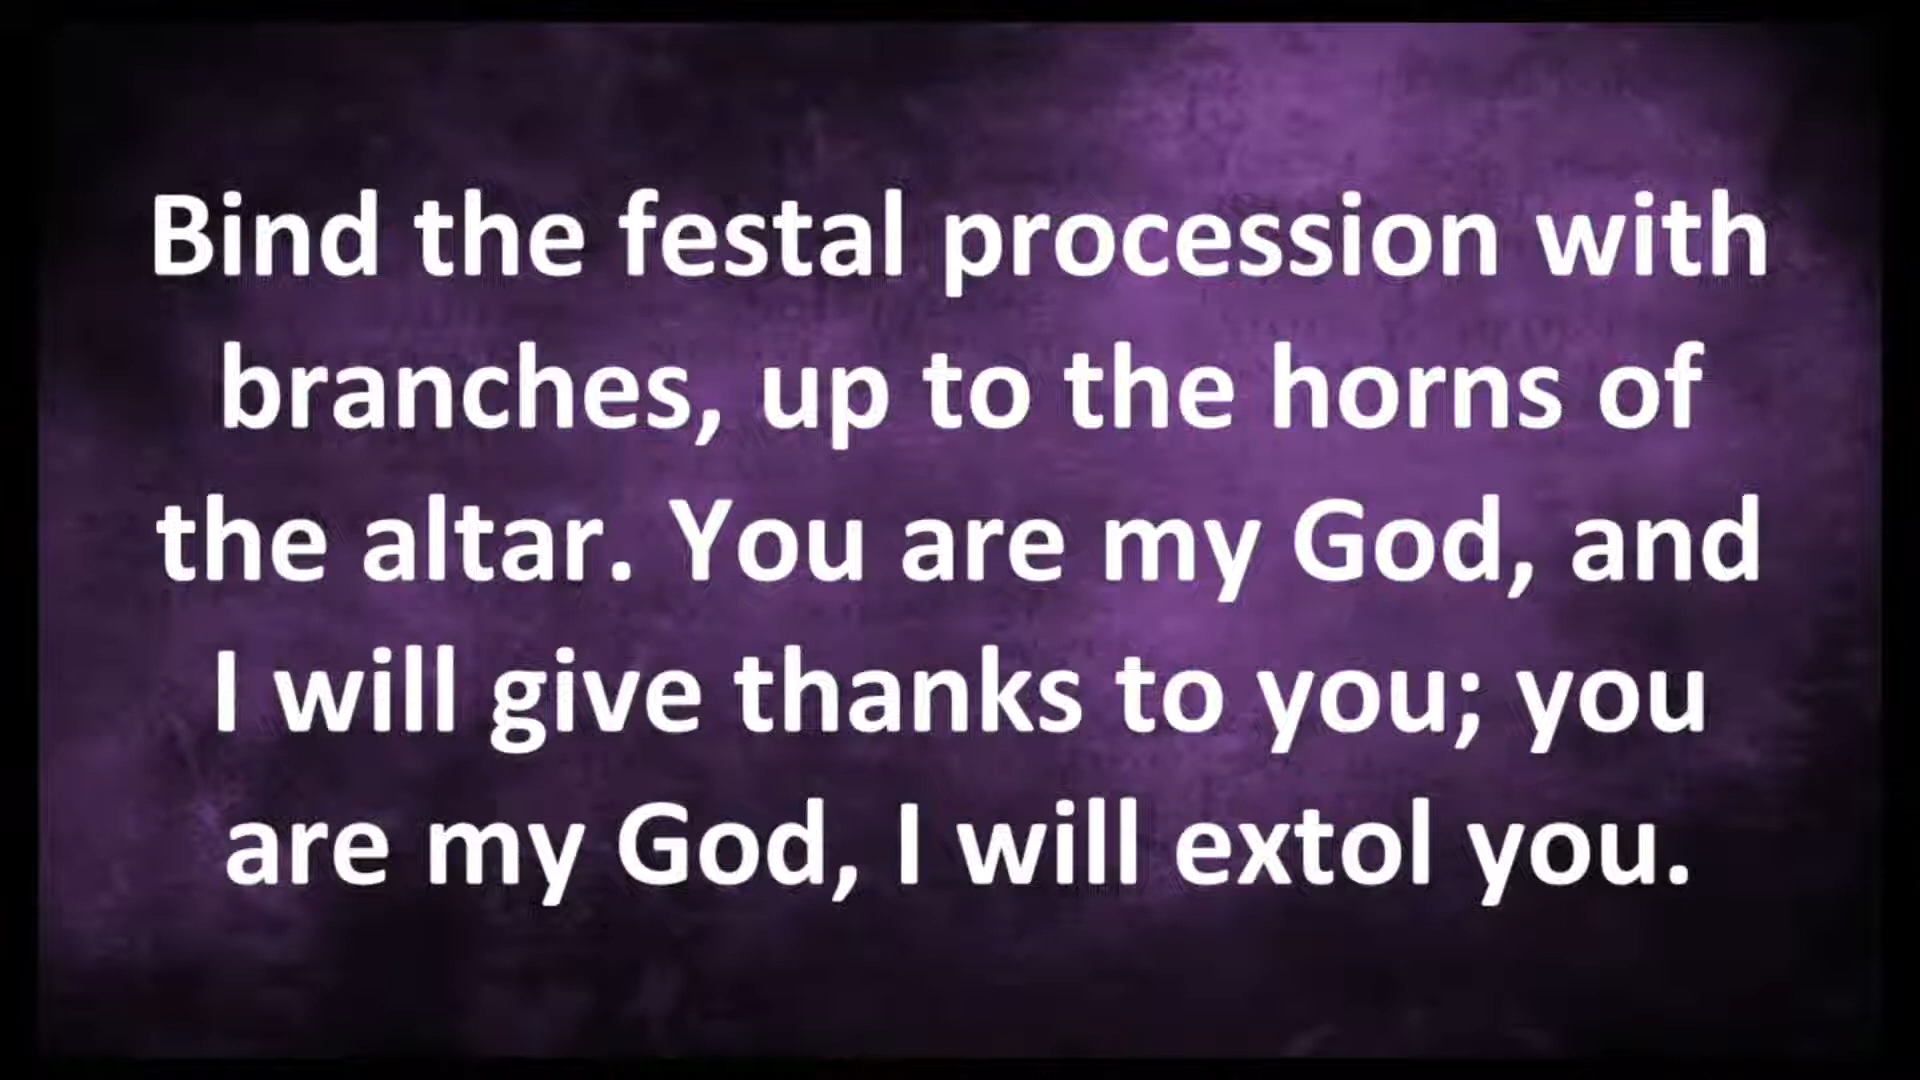 Bind the festal procession with
branches, up to the horns of
the altar. You are my God, and
I will give thanks to you; you
are my God, I will extol you.